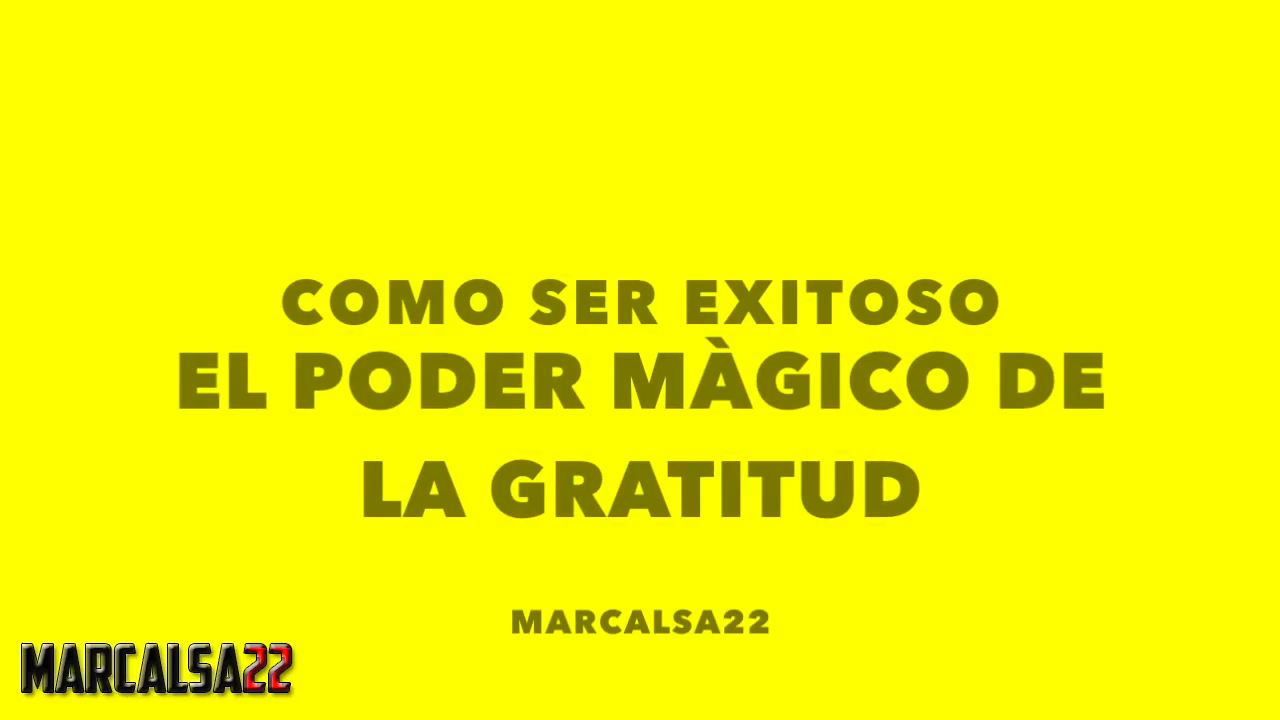 COMO SER EXITOSO
EL PODER MÀGICO DE
LA GRATITUD
MARCALSA22
MARCALSA22